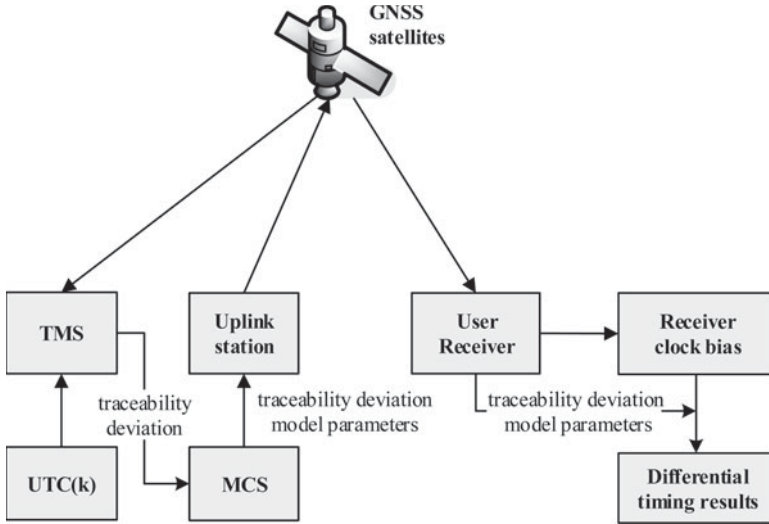 GNSS
satellites
TMS
Uplink
station
User
Receiver
Receiver
clock bias
traceability
deviation
traceability deviation
model parameters
traceability deviation
model parameters
UTC(k)
MCS
Differential
timing results